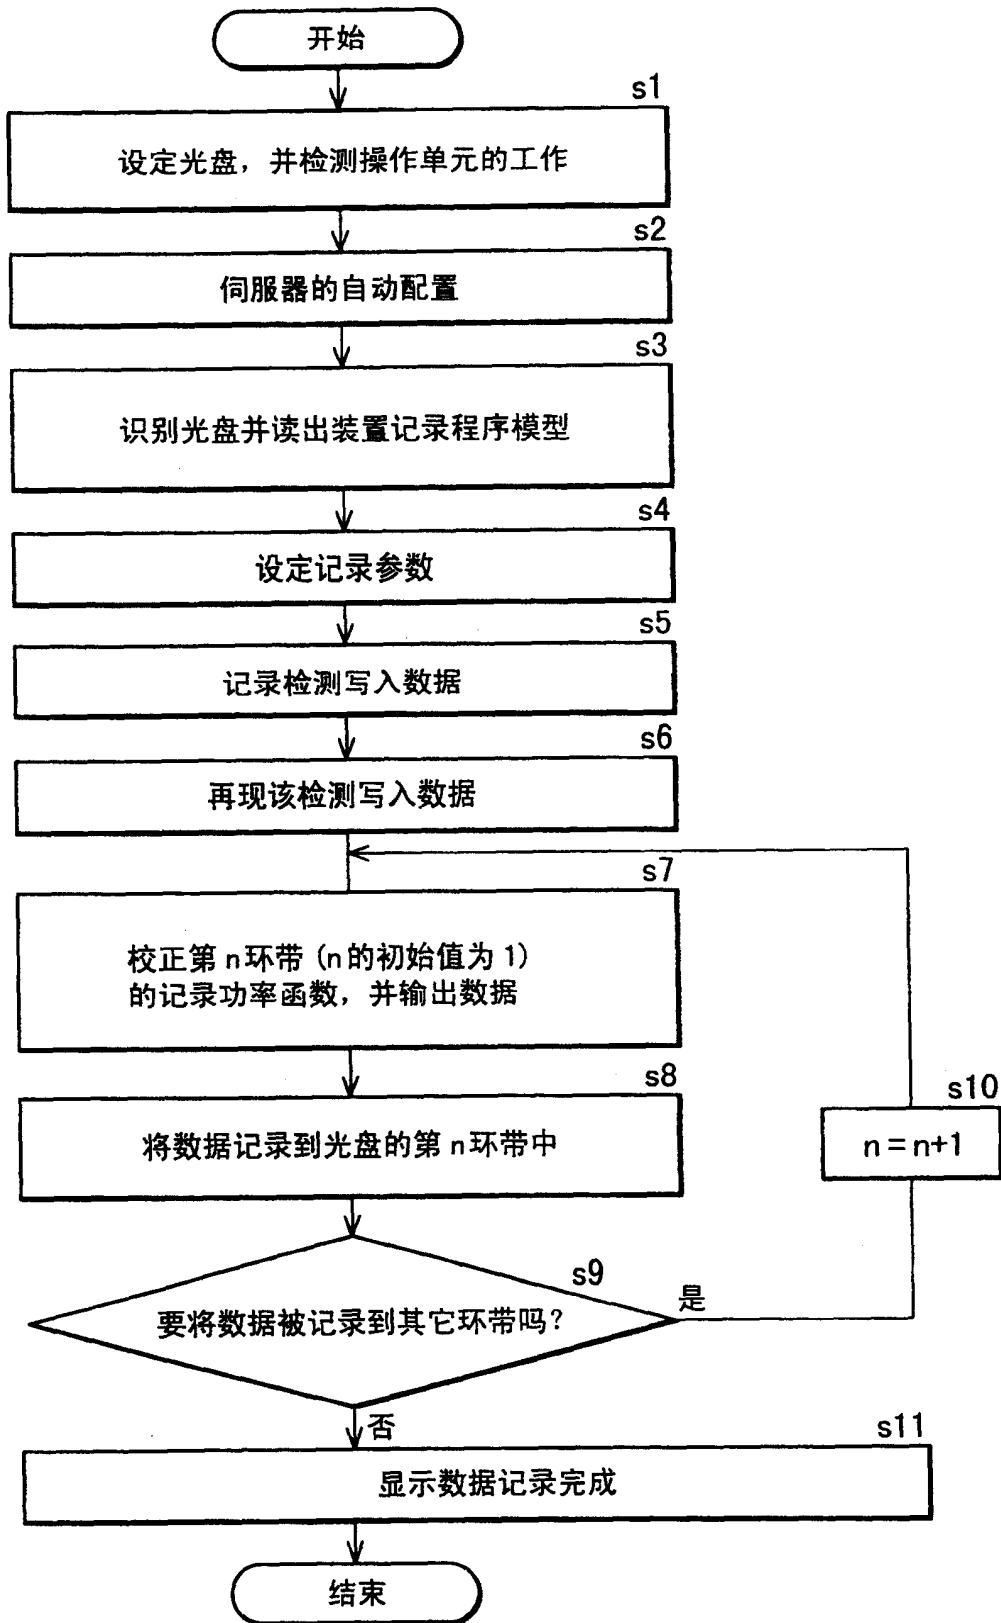 开始
s1
设定光盘，并检测操作单元的工作
s2
伺服器的自动配置
s3
识别光盘并读出装置记录程序模型
s4
设定记录参数
s5
记录检测写入数据
s6
再现该检测写入数据
s7
校正第n环带(n的初始值为1)
的记录功率函数，并输出数据
s8
将数据记录到光盘的第n环带中
s10
n=n+1
s9
要将数据被记录到其它环带吗？
是
否
s11
显示数据记录完成
结束